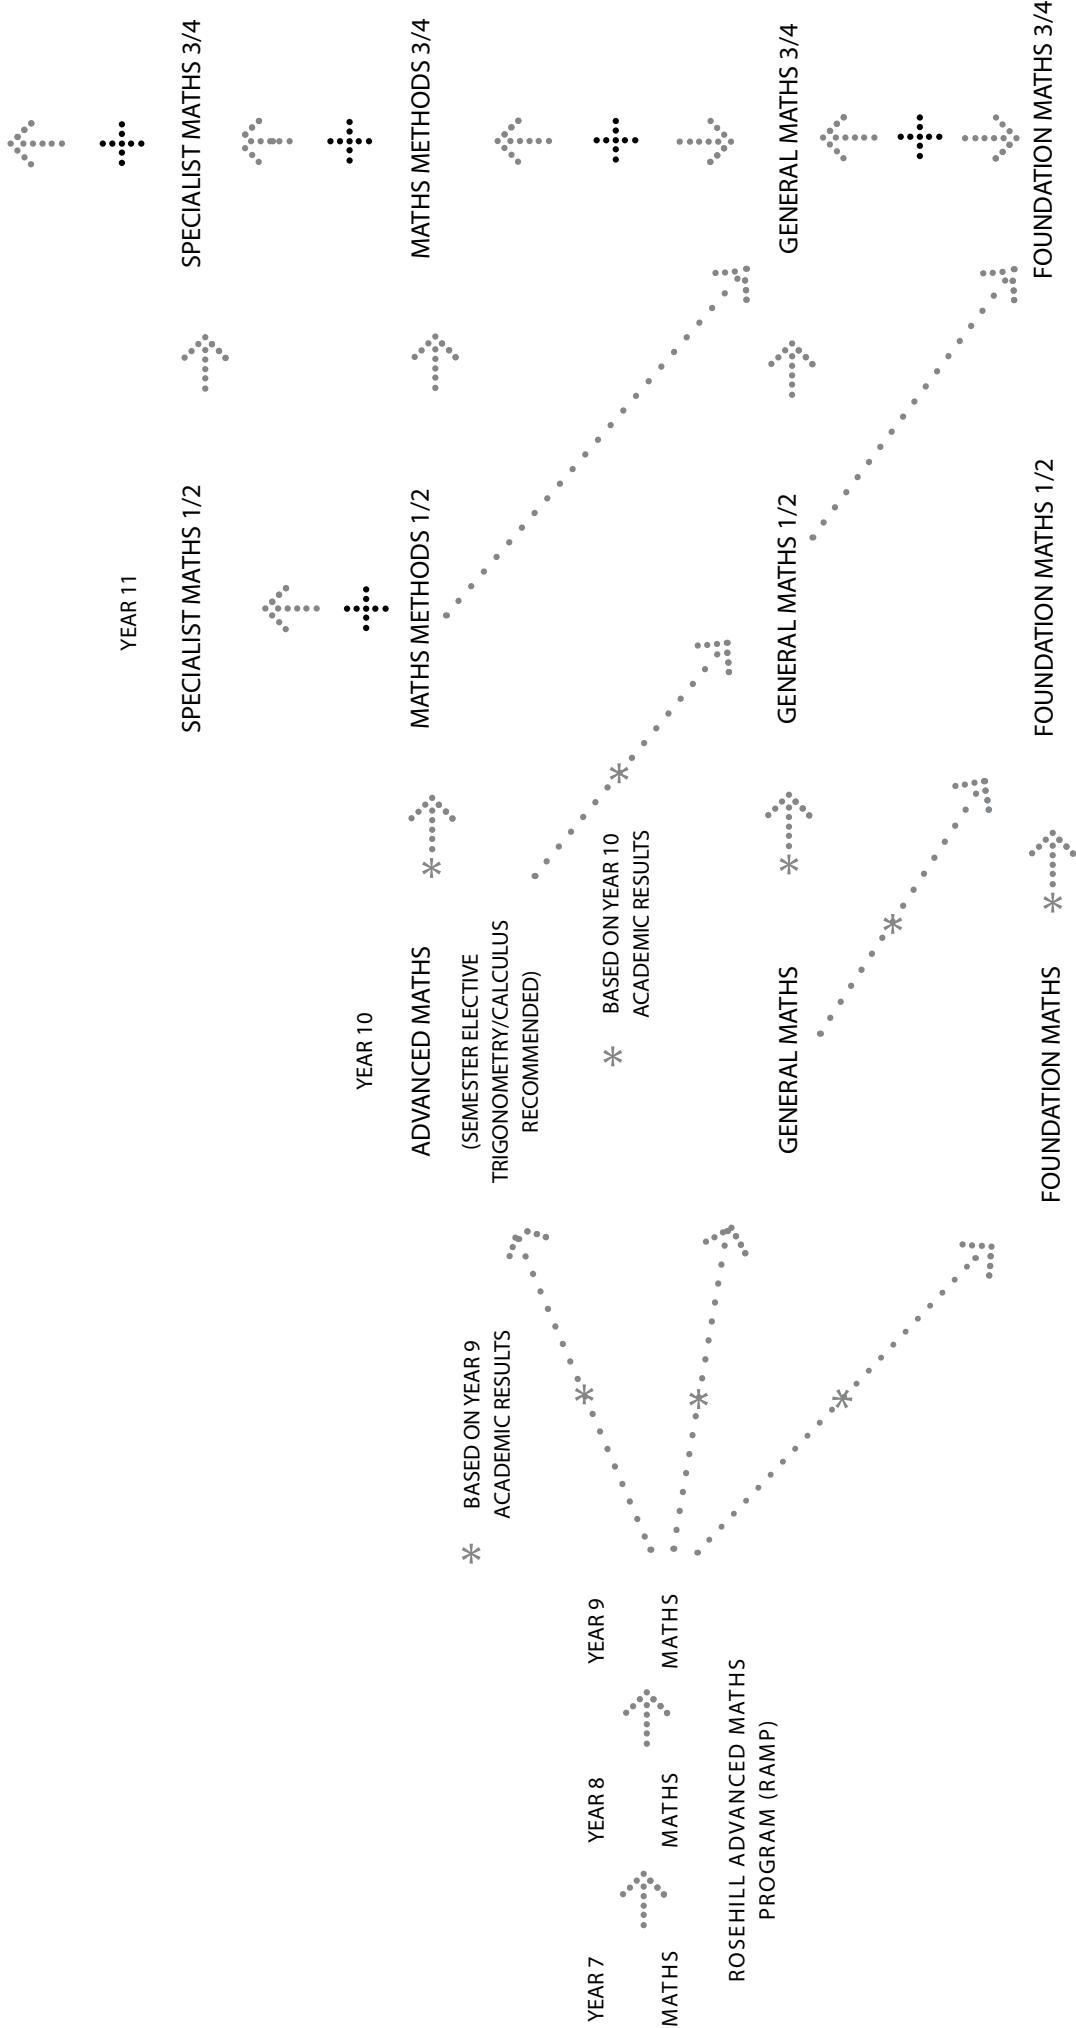 YEAR 7
MATHS
YEAR 8
MATHS
YEAR 9
MATHS
ROSEHILL ADVANCED MATHS
PROGRAM (RAMP)
* BASED ON YEAR 9
ACADEMIC RESULTS
YEAR 10
ADVANCED MATHS
(SEMESTER ELECTIVE
TRIGONOMETRY/CALCULUS
RECOMMENDED)
* BASED ON YEAR 10
ACADEMIC RESULTS
GENERAL MATHS
FOUNDATION MATHS
YEAR 11
SPECIALIST MATHS 1/2
MATHS METHODS 1/2
GENERAL MATHS 1/2
FOUNDATION MATHS 1/2
SPECIALIST MATHS 3/4
MATHS METHODS 3/4
GENERAL MATHS 3/4
FOUNDATION MATHS 3/4